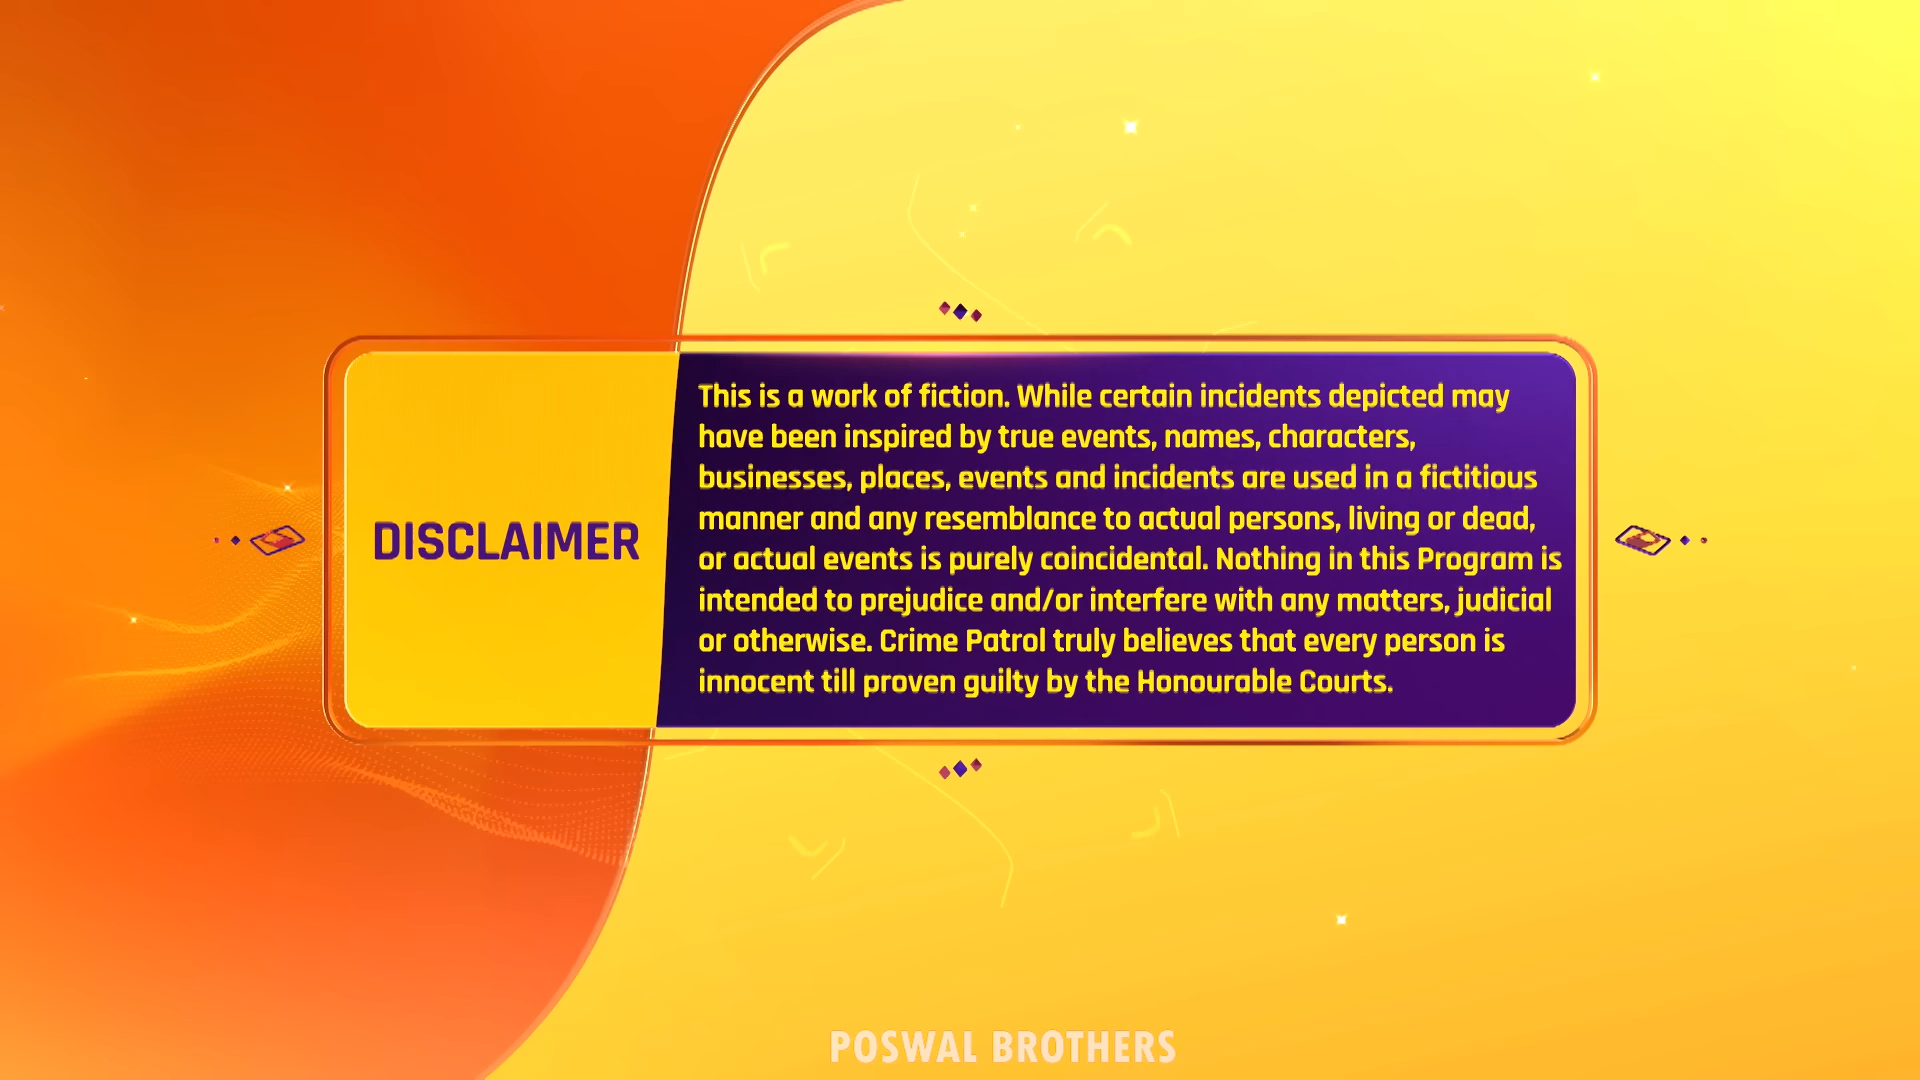 DISCLAIMER
This is a work of fiction. While certain incidents depicted may
have been inspired by true events, names, characters,
businesses, places, events and incidents are used in a fictitious
manner and any resemblance to actual persons, living or dead,
or actual events is purely coincidental. Nothing in this Program is
intended to prejudice and/or interfere with any matters, judicial
or otherwise. Crime Patrol truly believes that every person is
innocent till proven guilty by the Honourable Courts.
POSWAL BROTHERS